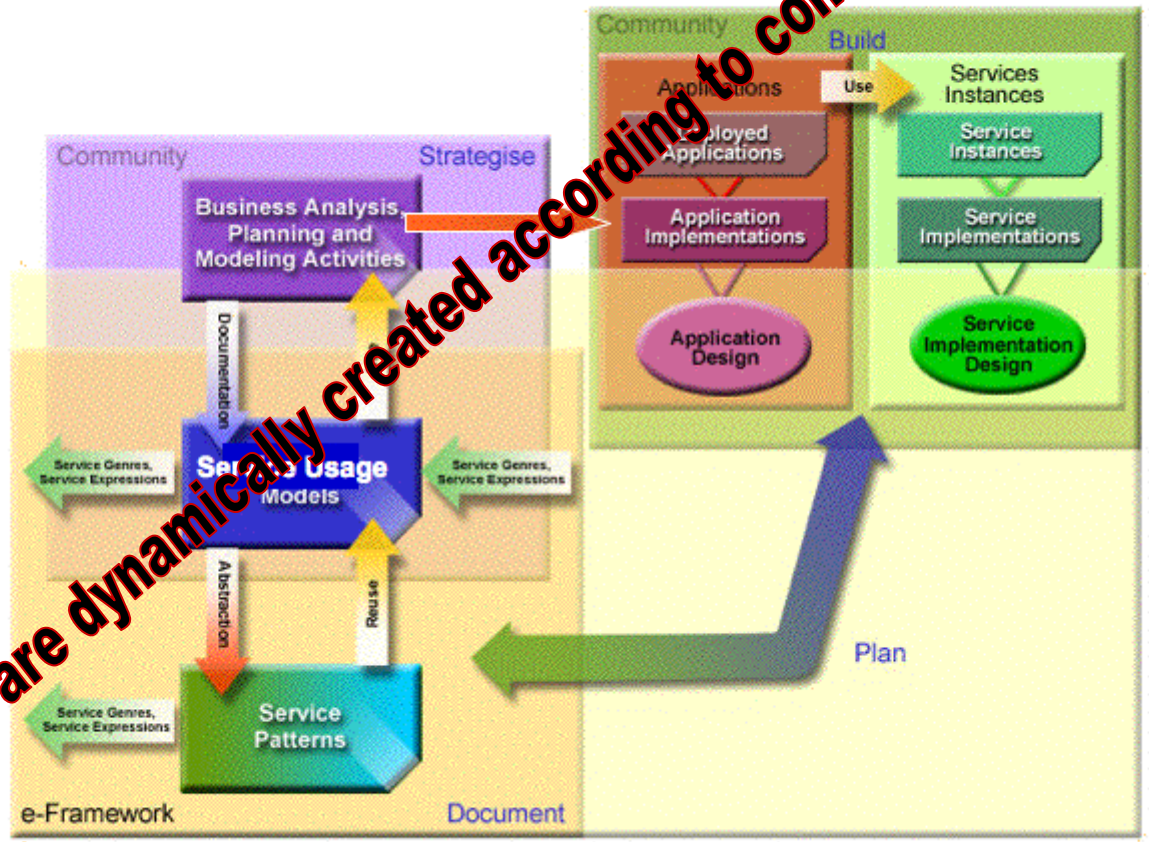 Community
Build
Applications
Use
Services
Instances
Deployed
Applications
Service
Instances
Application
Implementations
Service
Implementations
Application
Design
Service
Implementation
Design
Community
Strategise
Business Analysis,
Planning and
Modeling Activities
Documentation
Service Genres,
Service Expressions
Service Usage
Models
Service Genres,
Service Expressions
Abstraction
Reuse
Service Genres,
Service Expressions
Service
Patterns
e-Framework
Document
Plan
are dynamically created according to